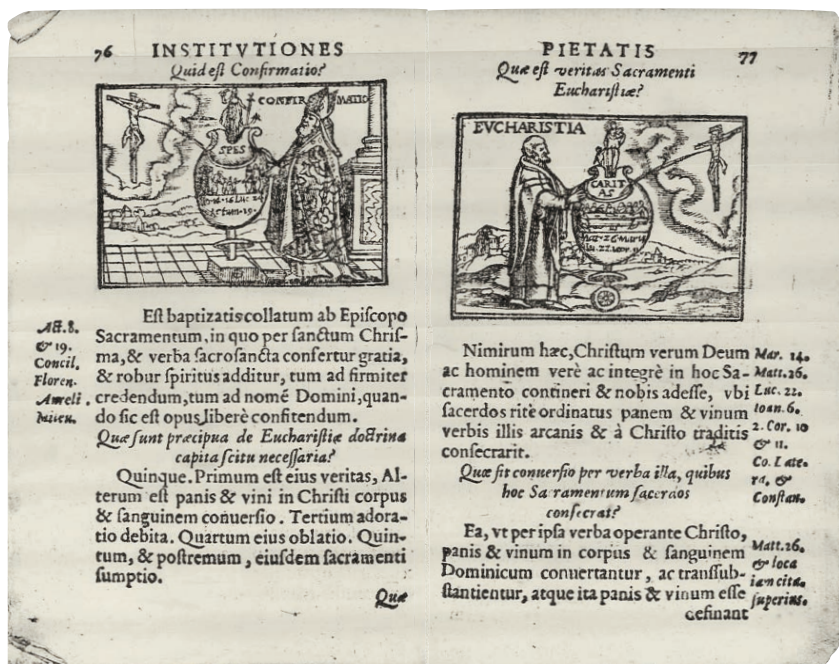 76 INSTITVTIONES
Quid eſt Confirmatio?
CONFIR MATIO
SPES
Eſt baptizatis collatum ab Epiſcopo
Sacramentum, in quo per ſanctum Chriſ-
ma, & verba ſacroſancta confertur gratia,
& robur ſpiritus additur, tum ad firmiter
credendum, tum ad nomē Domini, quan-
do ſic eſt opus, liberè confitendum.
Act. 8.
& 19.
Concil.
Floren.
Aureli.
Quæ ſunt præcipua de Euchariſtiæ doctrina
capita ſcitu neceſſaria?
Quinque. Primum eſt eius veritas, Al-
terum eſt panis & vini in Chriſti corpus
& ſanguinem conuerſio. Tertium adora-
tio debita. Quartum eius oblatio. Quin-
tum, & poſtremum, eiuſdem ſacramenti
ſumptio.
Quæ
PIETATIS 77
Quæ eſt veritas Sacramenti
Euchariſtiæ?
EVCHARISTIA
CARIT
AS
Nimirum hæc, Chriſtum verum Deum
ac hominem verè ac integrè in hoc Sa-
cramento contineri & nobis adeſſe, vbi
ſacerdos ritè ordinatus panem & vinum
verbis illis arcanis & à Chriſto traditis
conſecrarit.
Mar. 14.
Matt. 26.
Luc. 22.
Ioan. 6.
2. Cor. 10
& 11.
Co. Late-
ra. &
Conſtan.
Quæ fit conuerſio per verba illa, quibus
hoc Sacramentum ſacerdos
conſecrat?
Ea, vt per ipſa verba operante Chriſto,
panis & vinum in corpus & ſanguinem
Dominicum conuertantur, ac tranſſub-
ſtantientur, atque ita panis & vinum eſſe
deſinant
Matt. 26.
& loca
iam cita.
ſuperius.